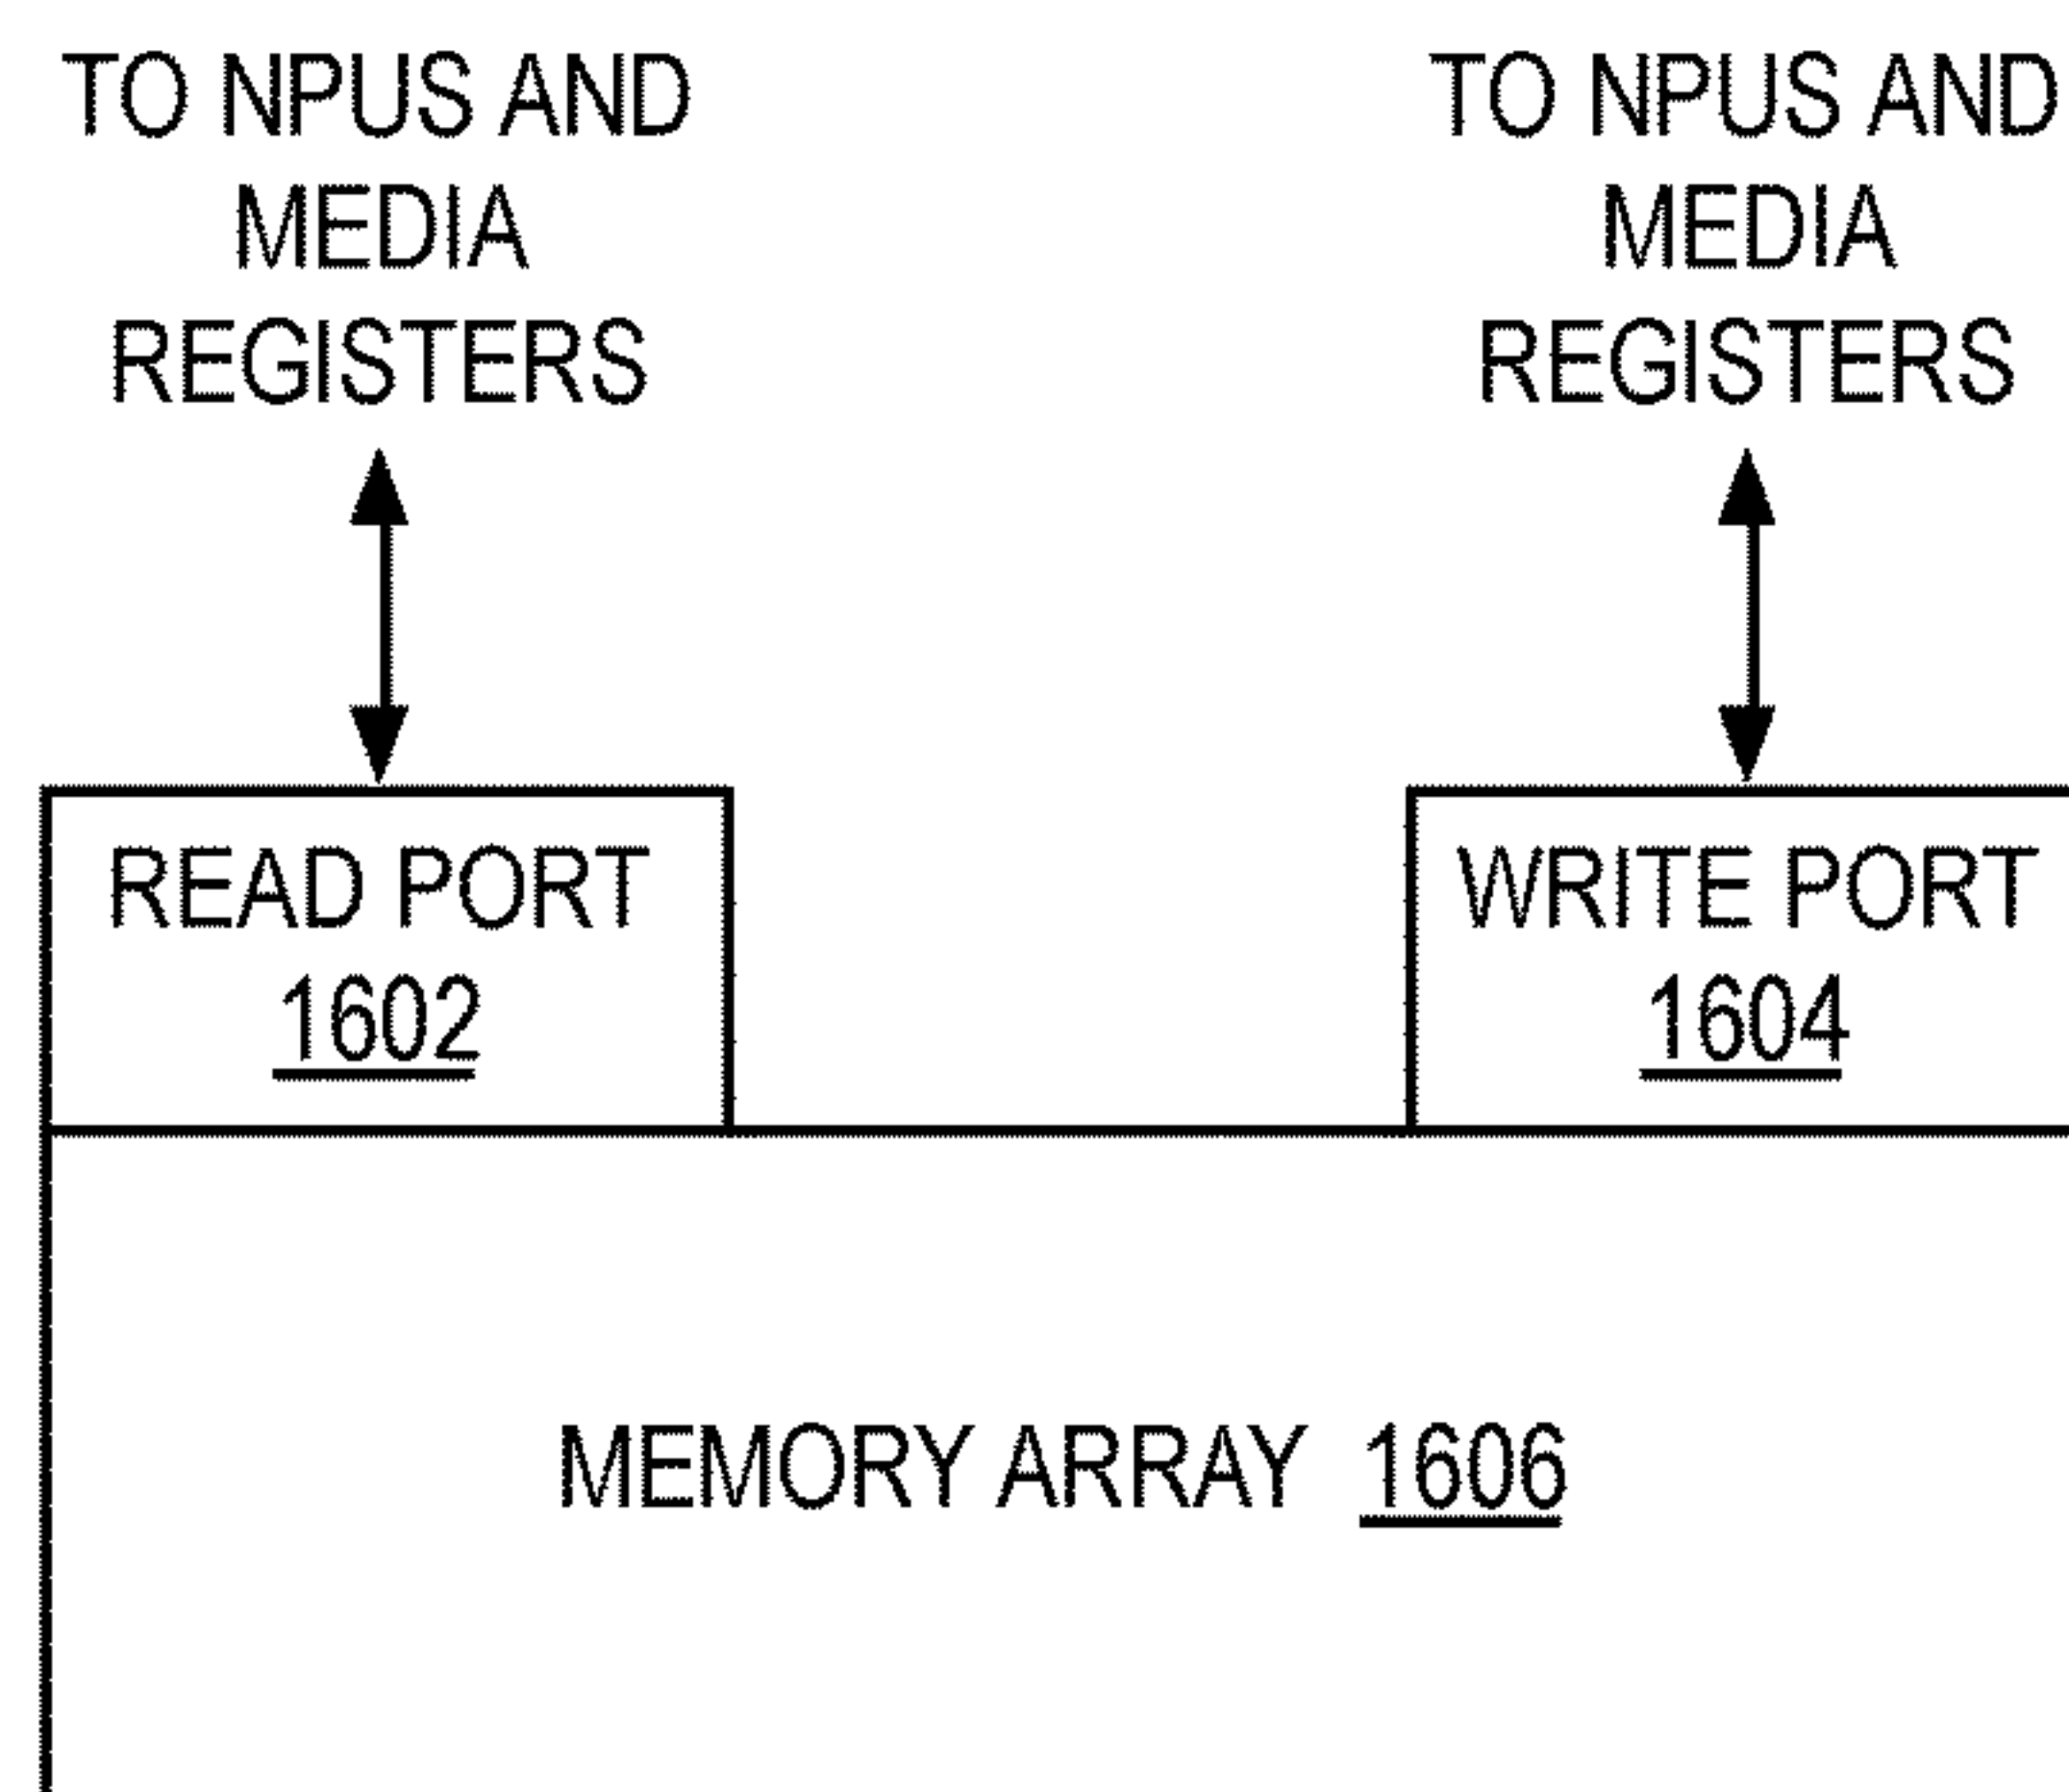 TO NPUS AND
MEDIA
REGISTERS
TO NPUS AND
MEDIA
REGISTERS
READ PORT
1602
WRITE PORT
1604
MEMORY ARRAY 1606